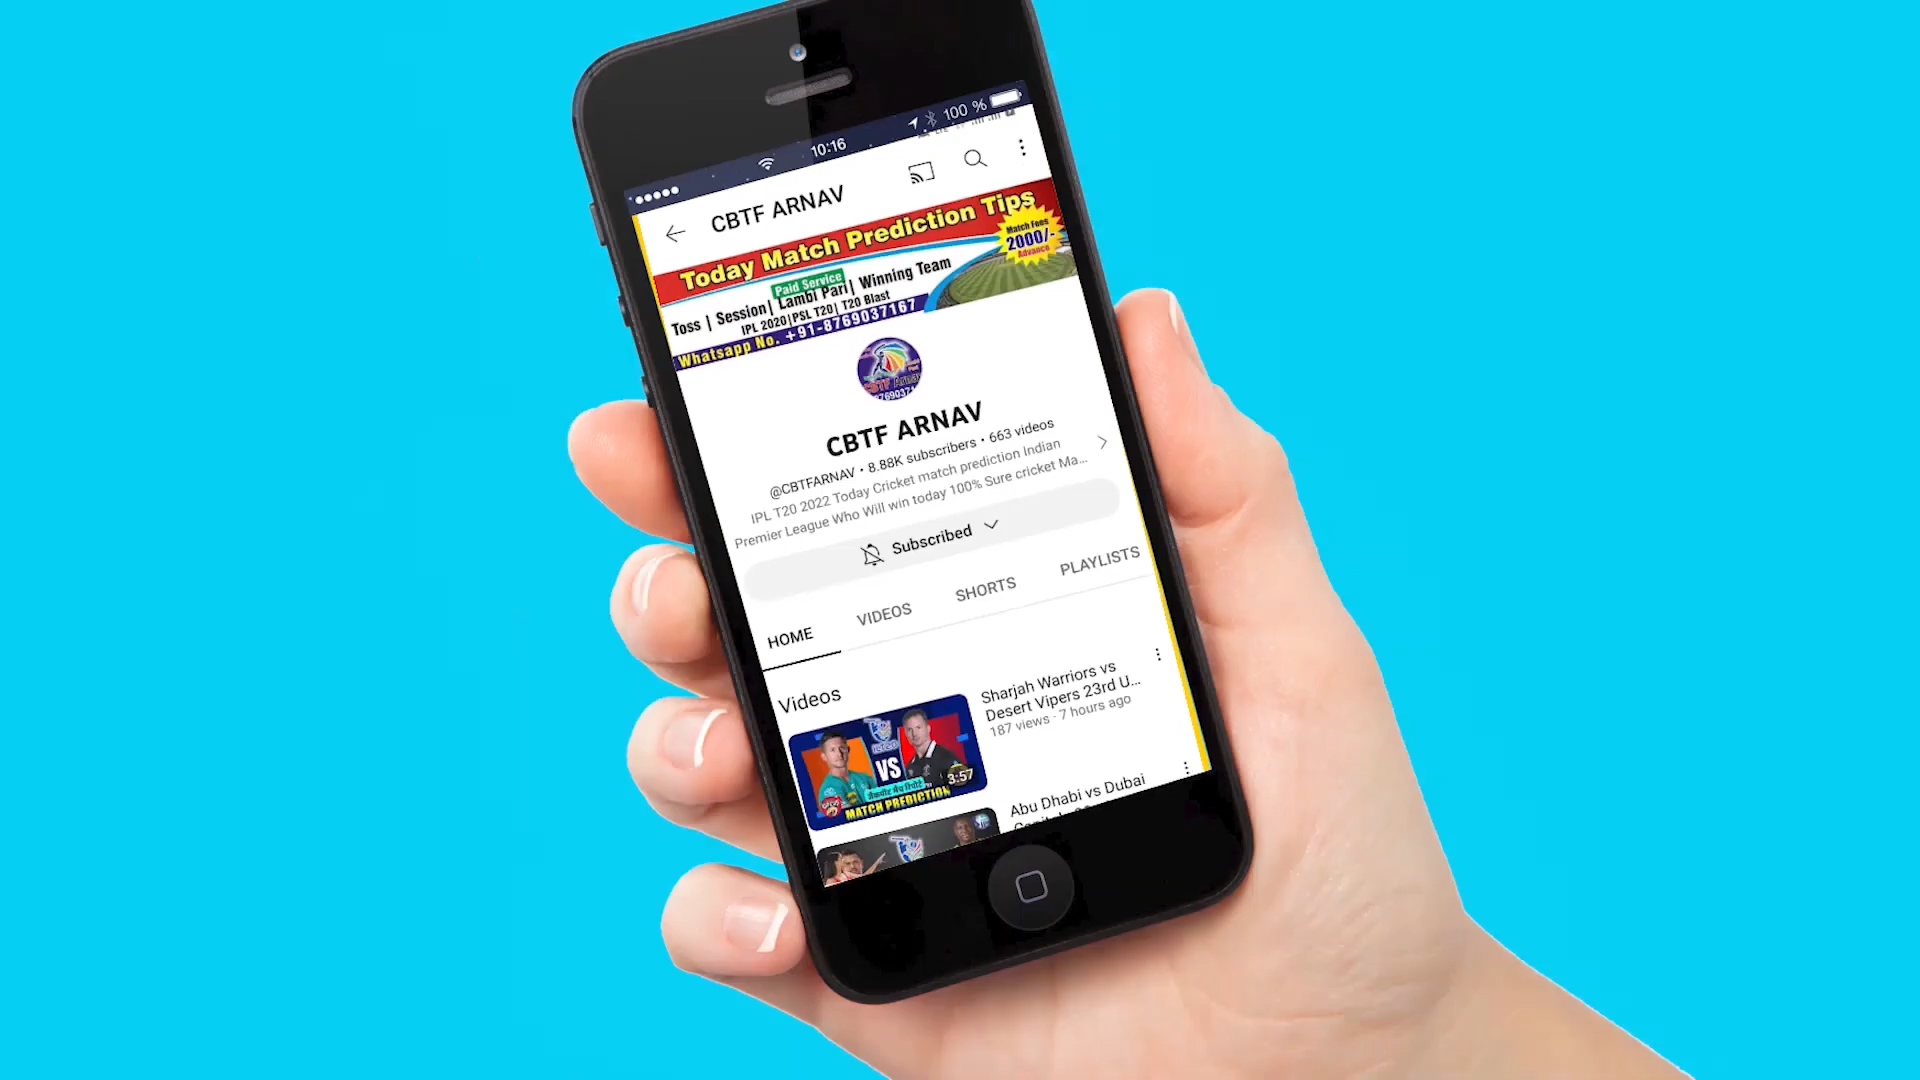 10:16
100 %
CBTF ARNAV
Today Match Prediction Tips
Match Fees
2000/-
Advance
Paid Service
Toss | Session| Lambi Pari| Winning Team
IPL 2020|PSL T20| T20 Blast
Whatsapp No. +91-8769037167
CBTF
CBTF ARNAV
@CBTFARNAV • 8.88K subscribers • 663 videos
IPL T20 2022 Today Cricket match prediction Indian
Premier League Who Will win today 100% Sure cricket Ma...
Subscribed
HOME
VIDEOS
SHORTS
PLAYLISTS
Videos
Sharjah Warriors vs
Desert Vipers 23rd U...
187 views · 7 hours ago
VS
3:57
MATCH PREDICTION
Abu Dhabi vs Dubai